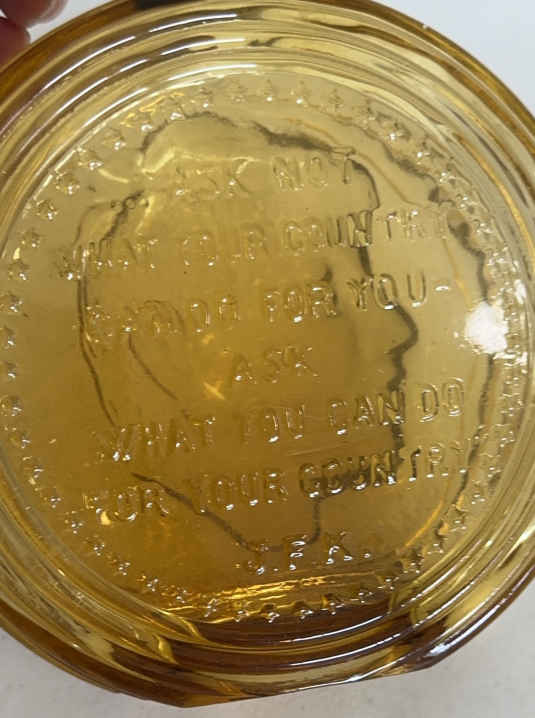 ... ASK NOT
WHAT YOUR COUNTRY
CAN DO FOR YOU-
ASK
WHAT YOU CAN DO
FOR YOUR COUNTRY
J.F.K.